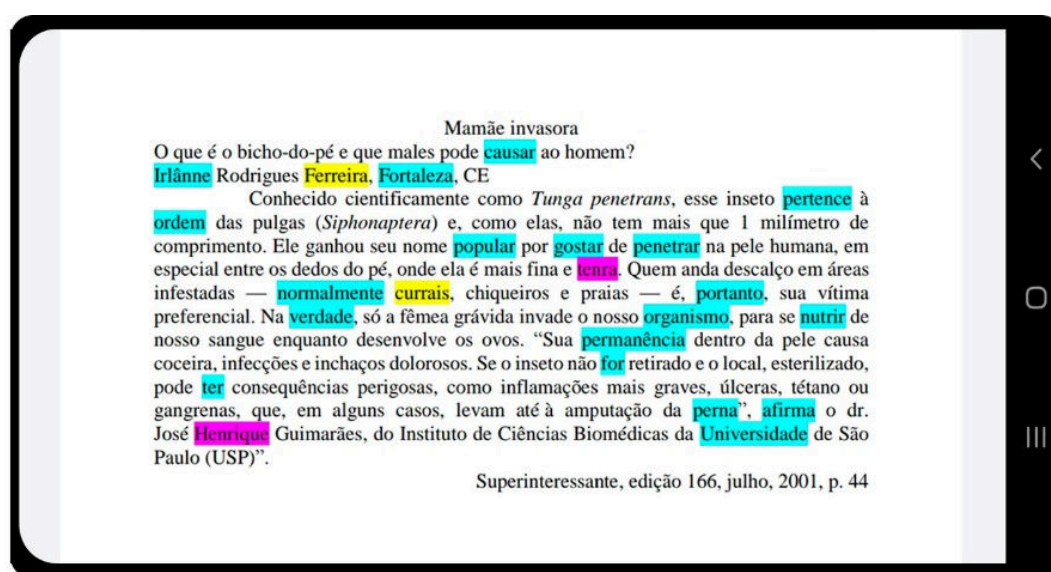 Mamãe invasora
O que é o bicho-do-pé e que males pode causar ao homem?
Irlânne Rodrigues Ferreira, Fortaleza, CE
Conhecido cientificamente como Tunga penetrans, esse inseto pertence à
ordem das pulgas (Siphonaptera) e, como elas, não tem mais que 1 milímetro de
comprimento. Ele ganhou seu nome popular por gostar de penetrar na pele humana, em
especial entre os dedos do pé, onde ela é mais fina e tenra. Quem anda descalço em áreas
infestadas — normalmente currais, chiqueiros e praias — é, portanto, sua vítima
preferencial. Na verdade, só a fêmea grávida invade o nosso organismo, para se nutrir de
nosso sangue enquanto desenvolve os ovos. “Sua permanência dentro da pele causa
coceira, infecções e inchaços dolorosos. Se o inseto não for retirado e o local, esterilizado,
pode ter consequências perigosas, como inflamações mais graves, úlceras, tétano ou
gangrenas, que, em alguns casos, levam até à amputação da perna”, afirma o dr.
José Henrique Guimarães, do Instituto de Ciências Biomédicas da Universidade de São
Paulo (USP)”.
Superinteressante, edição 166, julho, 2001, p. 44